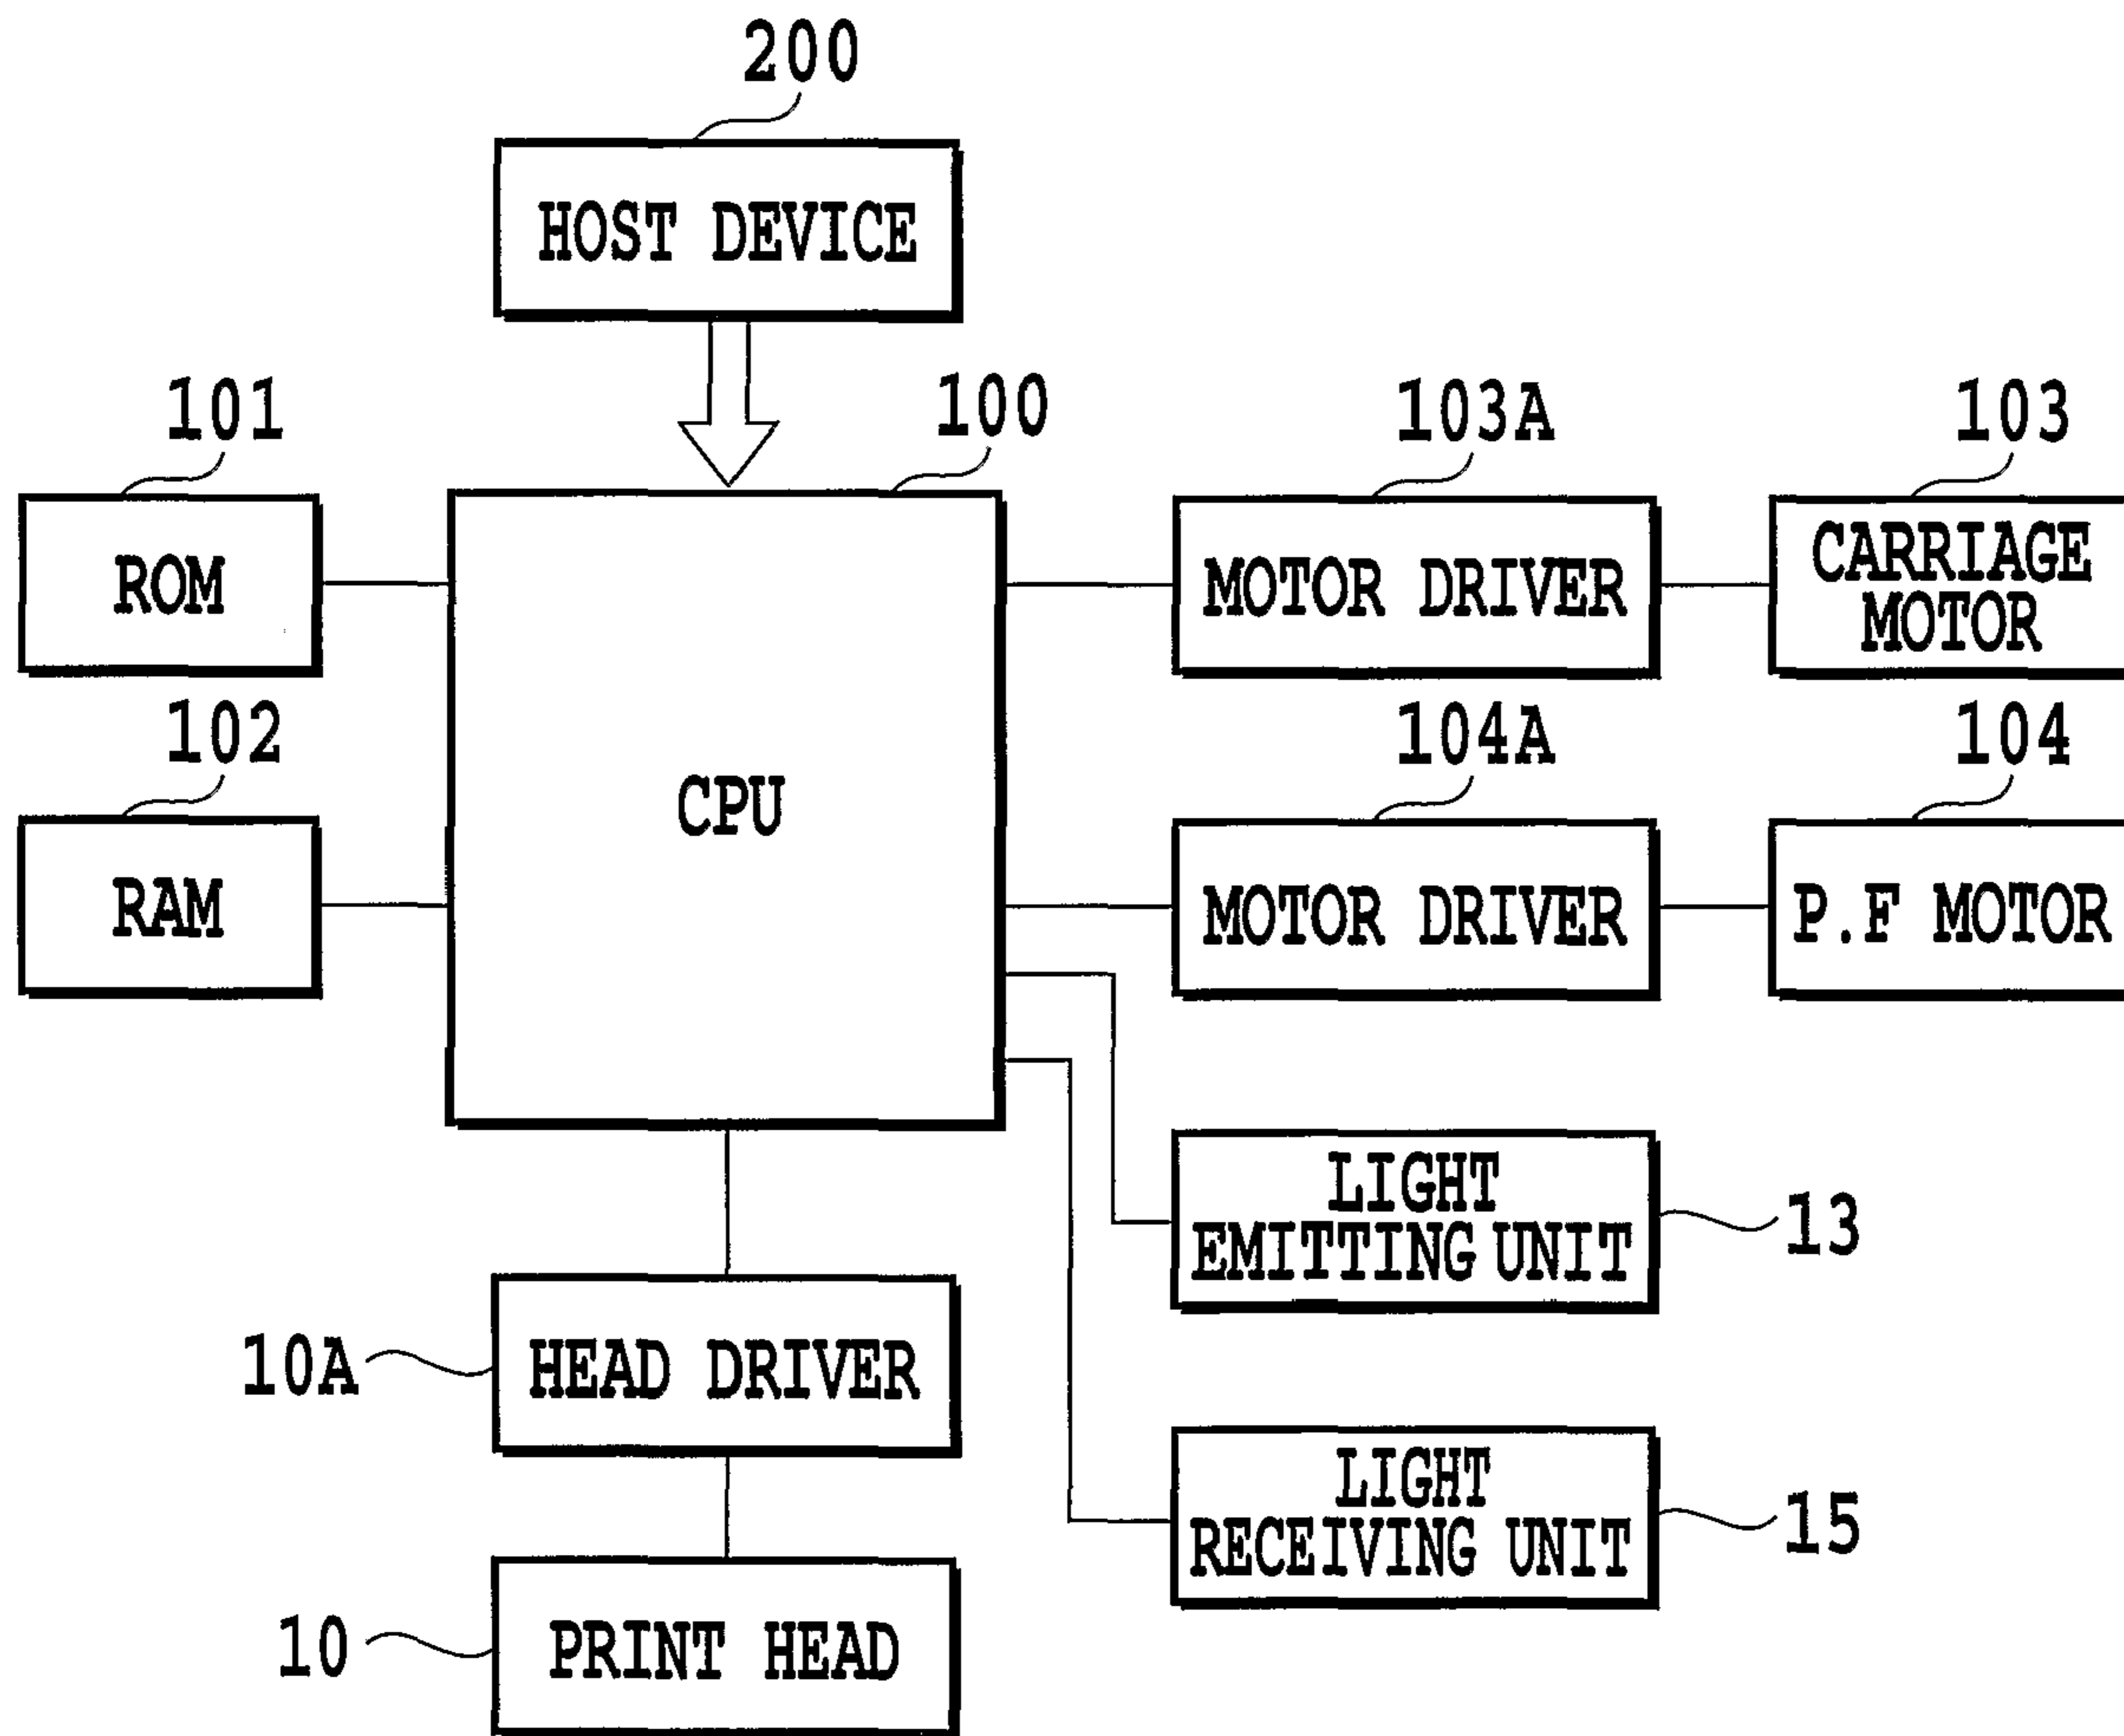 200
HOST DEVICE
101
100
103A
103
ROM
MOTOR DRIVER
CARRIAGE
MOTOR
102
104A
104
CPU
RAM
MOTOR DRIVER
P.F MOTOR
LIGHT
EMITTING UNIT
13
10A
HEAD DRIVER
LIGHT
RECEIVING UNIT
15
10
PRINT HEAD